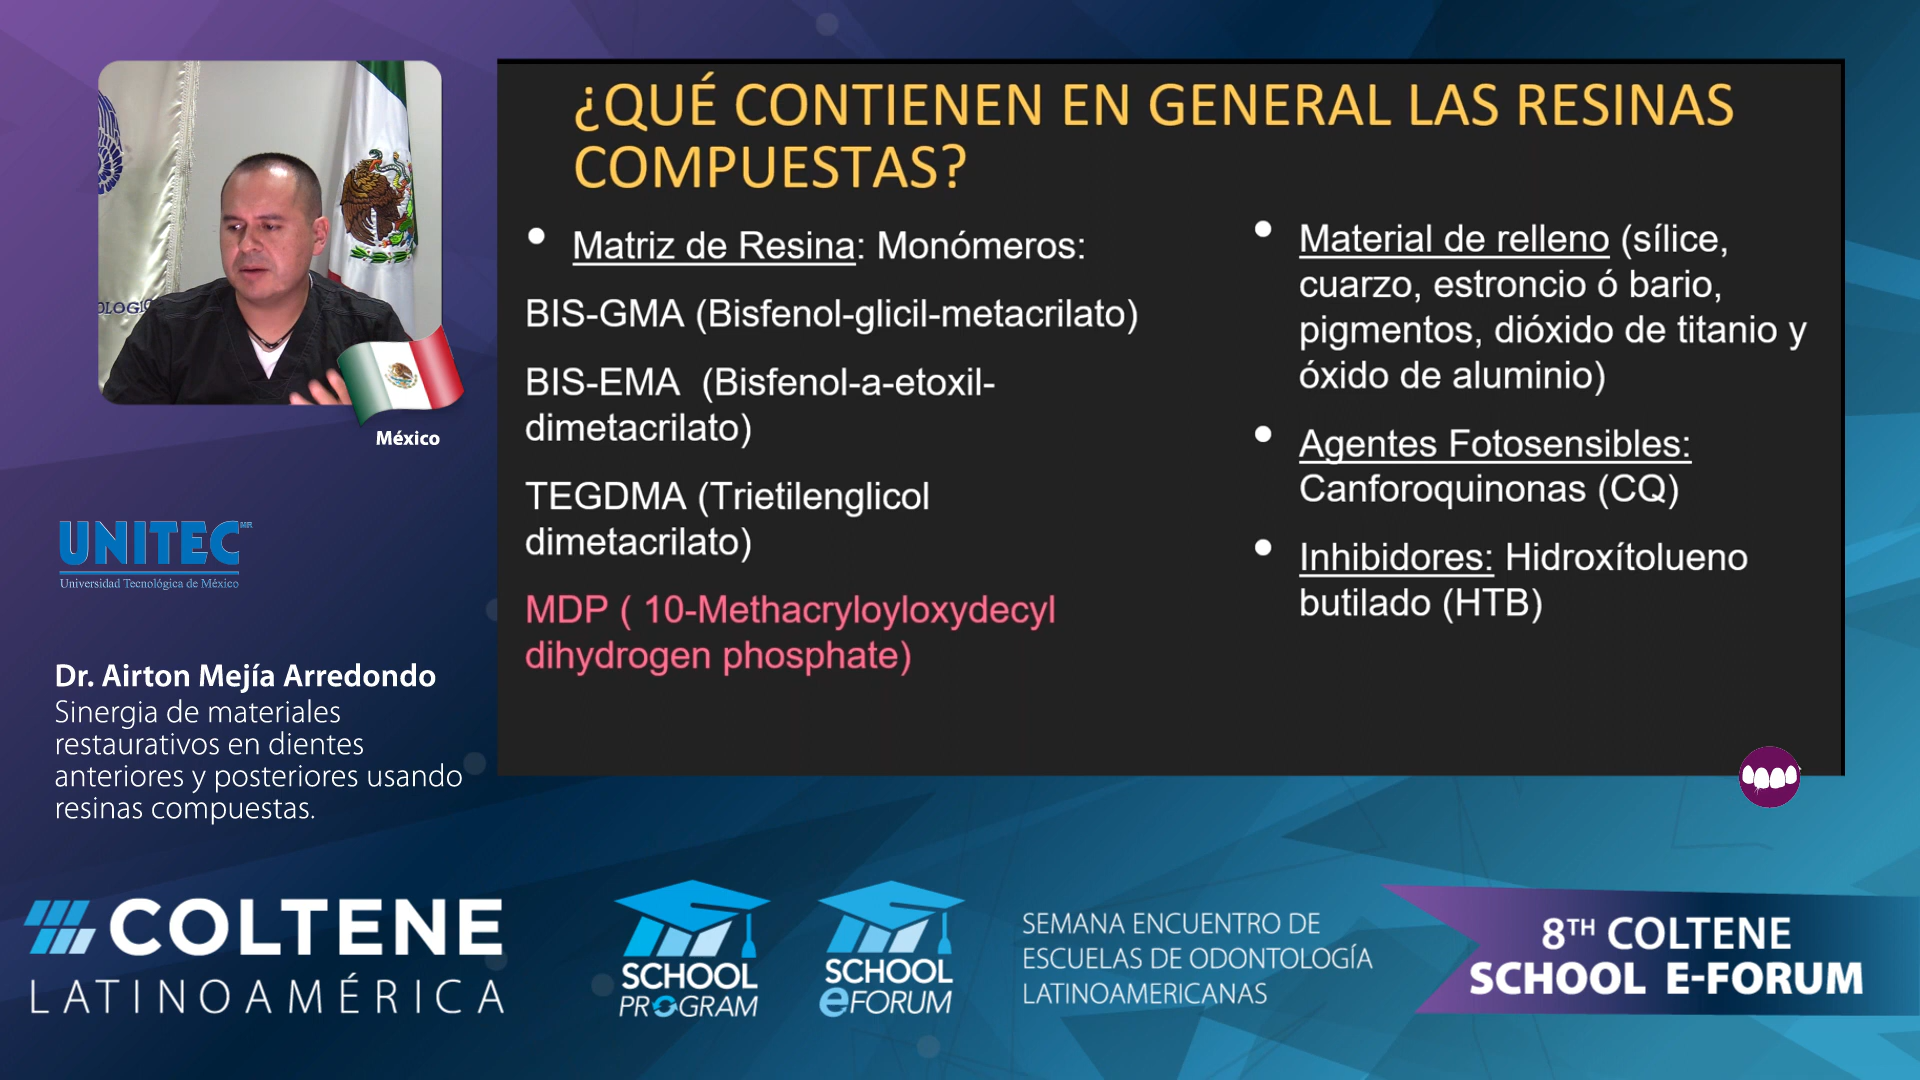 ¿QUÉ CONTIENEN EN GENERAL LAS RESINAS
COMPUESTAS?
Matriz de Resina: Monómeros:
BIS-GMA (Bisfenol-glicil-metacrilato)
BIS-EMA (Bisfenol-a-etoxil-
dimetacrilato)
TEGDMA (Trietilenglicol
dimetacrilato)
MDP ( 10-Methacryloyloxydecyl
dihydrogen phosphate)
Material de relleno (sílice,
cuarzo, estroncio ó bario,
pigmentos, dióxido de titanio y
óxido de aluminio)
Agentes Fotosensibles:
Canforoquinonas (CQ)
Inhibidores: Hidroxítolueno
butilado (HTB)
México
UNITEC MR
Universidad Tecnológica de México
Dr. Airton Mejía Arredondo
Sinergia de materiales
restaurativos en dientes
anteriores y posteriores usando
resinas compuestas.
COLTENE
LATINOAMÉRICA
SCHOOL
PROGRAM
SCHOOL
eFORUM
SEMANA ENCUENTRO DE
ESCUELAS DE ODONTOLOGÍA
LATINOAMERICANAS
8TH COLTENE
SCHOOL E-FORUM